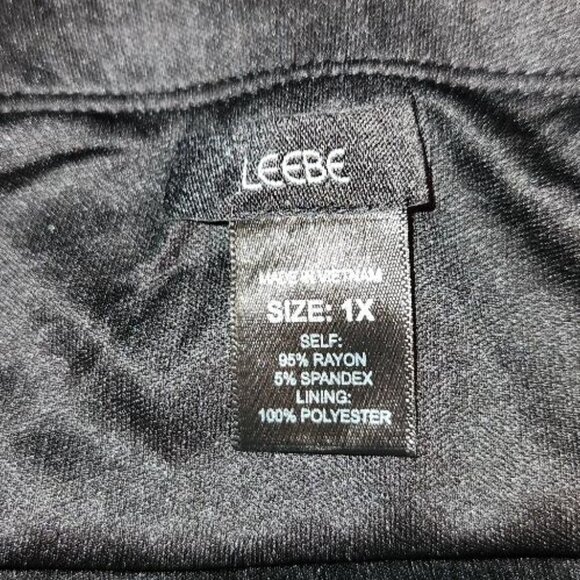 LEEBE
MADE IN VIETNAM
SIZE: 1X
SELF:
95% RAYON
5% SPANDEX
LINING:
100% POLYESTER